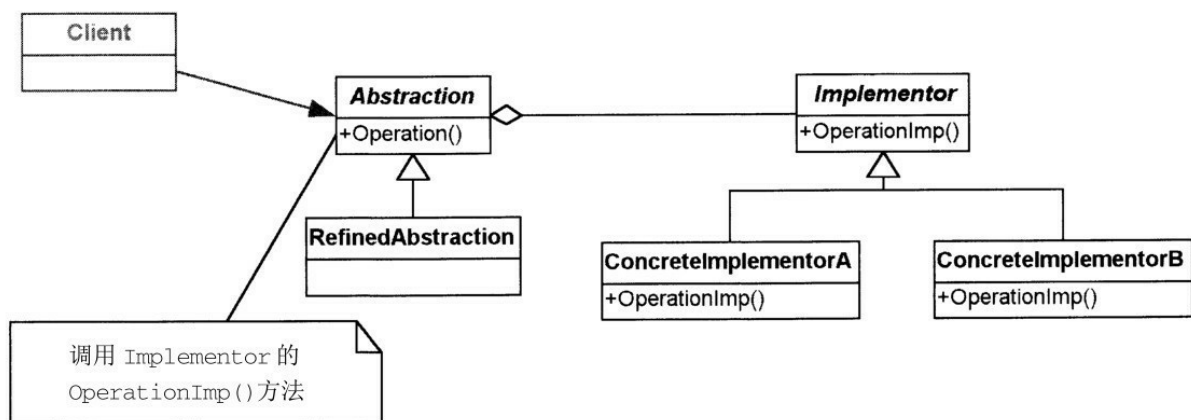 Client
Abstraction
+Operation()
Implementor
+OperationImp()
RefinedAbstraction
ConcreteImplementorA
+OperationImp()
ConcreteImplementorB
+OperationImp()
调用 Implementor 的
OperationImp()方法